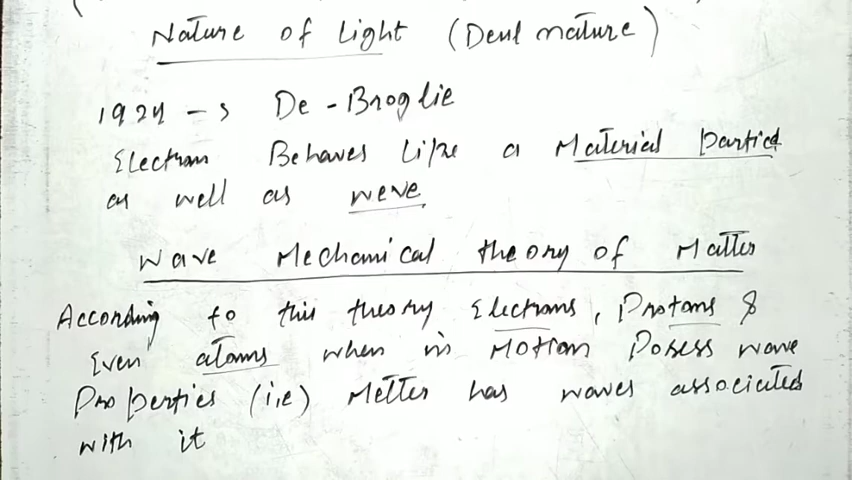 Nature of Light (Deul nature)
1924 - s De-Broglie
Electron Behaves Like a Material Particl
as well as weve
Wave Mechanical theory of Matter
According to this theory Electrons, Protons &
Even atoms when in Motion Posess wave
Properties (i,e) Metter has waves associated
with it